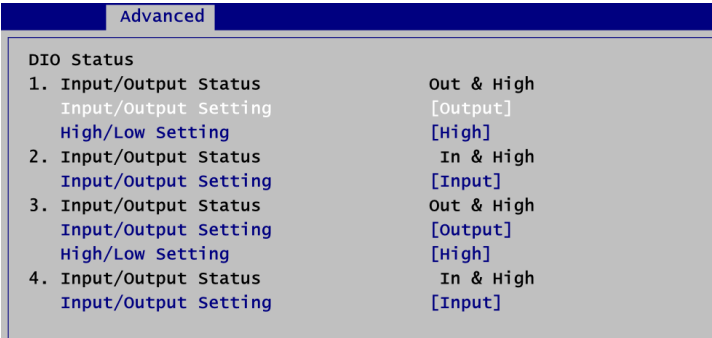 Advanced
DIO Status
1. Input/Output Status Out & High
Input/Output Setting [Output]
High/Low Setting [High]
2. Input/Output Status In & High
Input/Output Setting [Input]
3. Input/Output Status Out & High
Input/Output Setting [Output]
High/Low Setting [High]
4. Input/Output Status In & High
Input/Output Setting [Input]